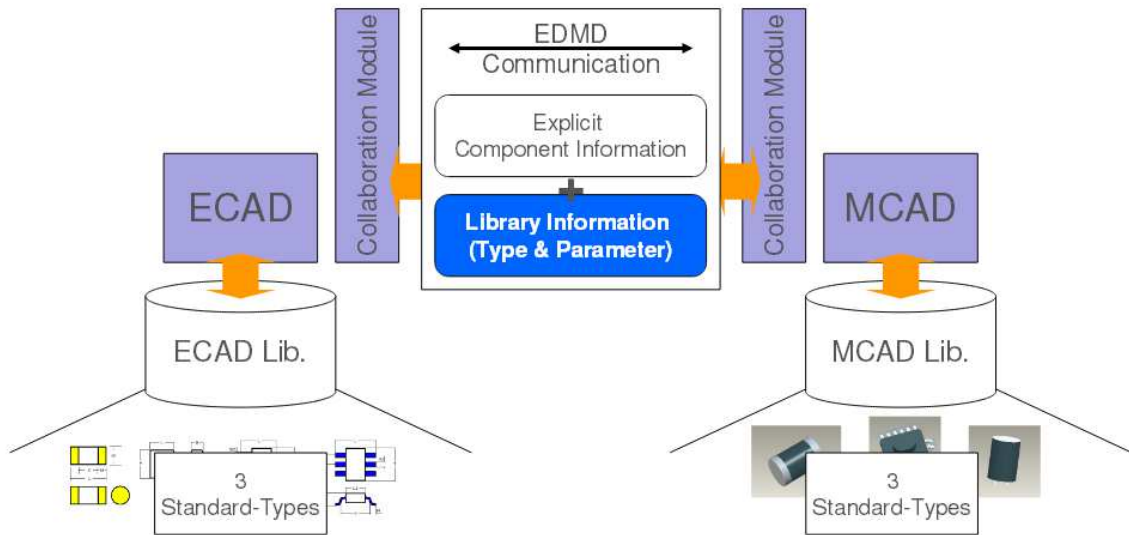 EDMD
Communication
Explicit
Component Information
+
Library Information
(Type & Parameter)
Collaboration Module
Collaboration Module
ECAD
MCAD
ECAD Lib.
MCAD Lib.
3
Standard-Types
3
Standard-Types